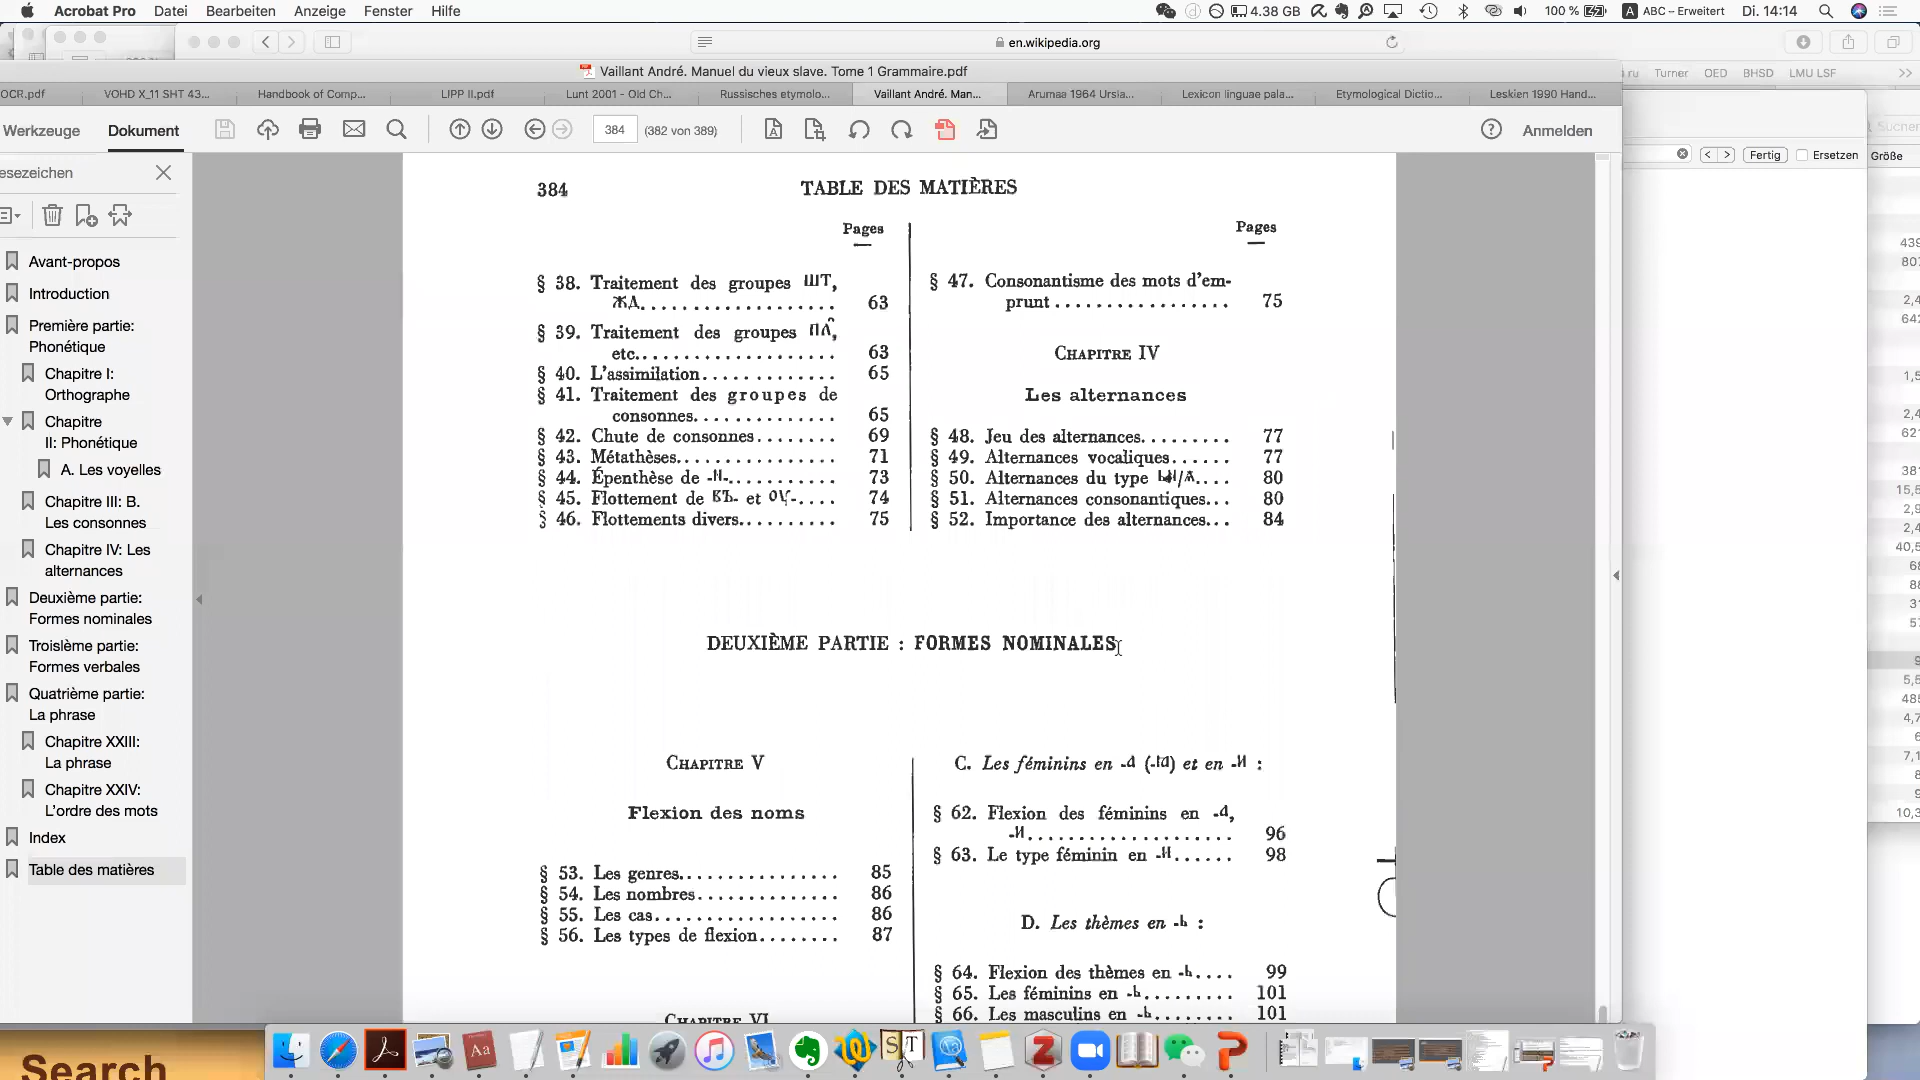 Acrobat Pro Datei Bearbeiten Anzeige Fenster Hilfe
4.38 GB 100 % ABC – Erweitert Di. 14:14
en.wikipedia.org
Vaillant André. Manuel du vieux slave. Tome 1 Grammaire.pdf
.ru Turner OED BHSD LMU LSF
OCR.pdf VOHD X_11 SHT 43... Handbook of Comp... LIPP II.pdf Lunt 2001 - Old Ch... Russisches etymolo... Vaillant André. Man... Arumaa 1964 Ursla... Lexicon linguae pala... Etymological Dictio... Leskien 1990 Hand...
Werkzeuge Dokument 384 (382 von 389) Anmelden
Fertig Ersetzen Größe
esezeichen
Avant-propos
Introduction
Première partie:
Phonétique
Chapitre I:
Orthographe
Chapitre
II: Phonétique
A. Les voyelles
Chapitre III: B.
Les consonnes
Chapitre IV: Les
alternances
Deuxième partie:
Formes nominales
Troisième partie:
Formes verbales
Quatrième partie:
La phrase
Chapitre XXIII:
La phrase
Chapitre XXIV:
L'ordre des mots
Index
Table des matières
384 TABLE DES MATIÈRES
Pages
§ 38. Traitement des groupes ШТ,
ЖД.................... 63
§ 39. Traitement des groupes ПЛ҄,
etc.................... 63
§ 40. L'assimilation............. 65
§ 41. Traitement des groupes de
consonnes.............. 65
§ 42. Chute de consonnes........ 69
§ 43. Métathèses............... 71
§ 44. Épenthèse de -Н-.......... 73
§ 45. Flottement de ВЪ- et ОУ-.... 74
§ 46. Flottements divers.......... 75
Pages
§ 47. Consonantisme des mots d'em-
prunt................. 75
CHAPITRE IV
Les alternances
§ 48. Jeu des alternances......... 77
§ 49. Alternances vocaliques...... 77
§ 50. Alternances du type .... 80
§ 51. Alternances consonantiques... 80
§ 52. Importance des alternances... 84
DEUXIÈME PARTIE : FORMES NOMINALES
CHAPITRE V
Flexion des noms
§ 53. Les genres................ 85
§ 54. Les nombres.............. 86
§ 55. Les cas.................. 86
§ 56. Les types de flexion........ 87
CHAPITRE VI
C. Les féminins en -а (-ꙗ) et en -и :
§ 62. Flexion des féminins en -а,
-и.................... 96
§ 63. Le type féminin en -и...... 98
D. Les thèmes en -ь :
§ 64. Flexion des thèmes en -ь.... 99
§ 65. Les féminins en -ь......... 101
§ 66. Les masculins en -ь........ 101
Search